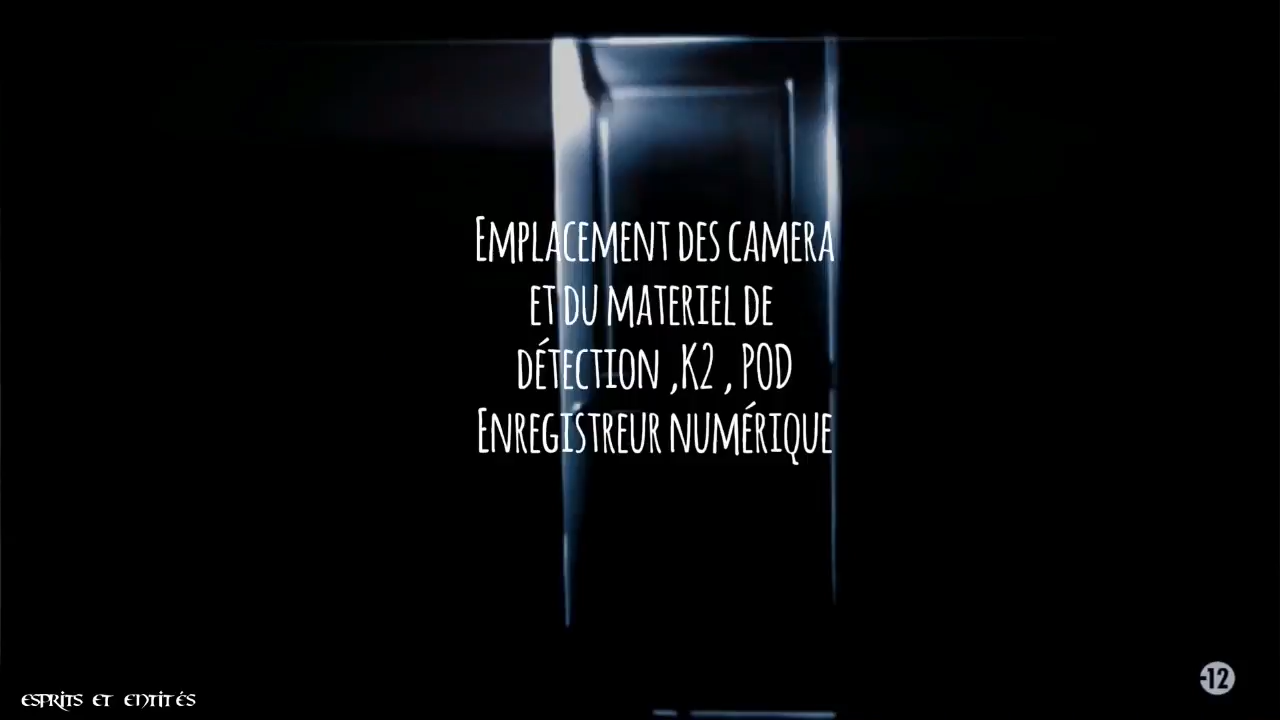 Emplacement des camera
et du materiel de
détection ,K2 , POD
Enregistreur numérique
-12
Esprits et Entités